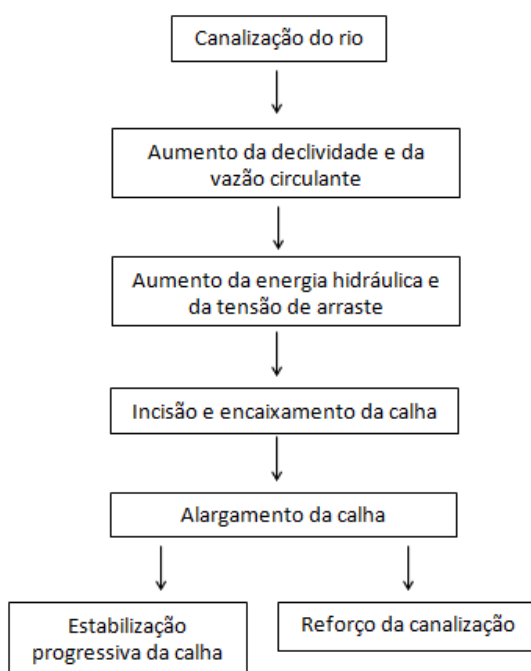 Canalização do rio
Aumento da declividade e da
vazão circulante
Aumento da energia hidráulica e
da tensão de arraste
Incisão e encaixamento da calha
Alargamento da calha
Estabilização
progressiva da calha
Reforço da canalização